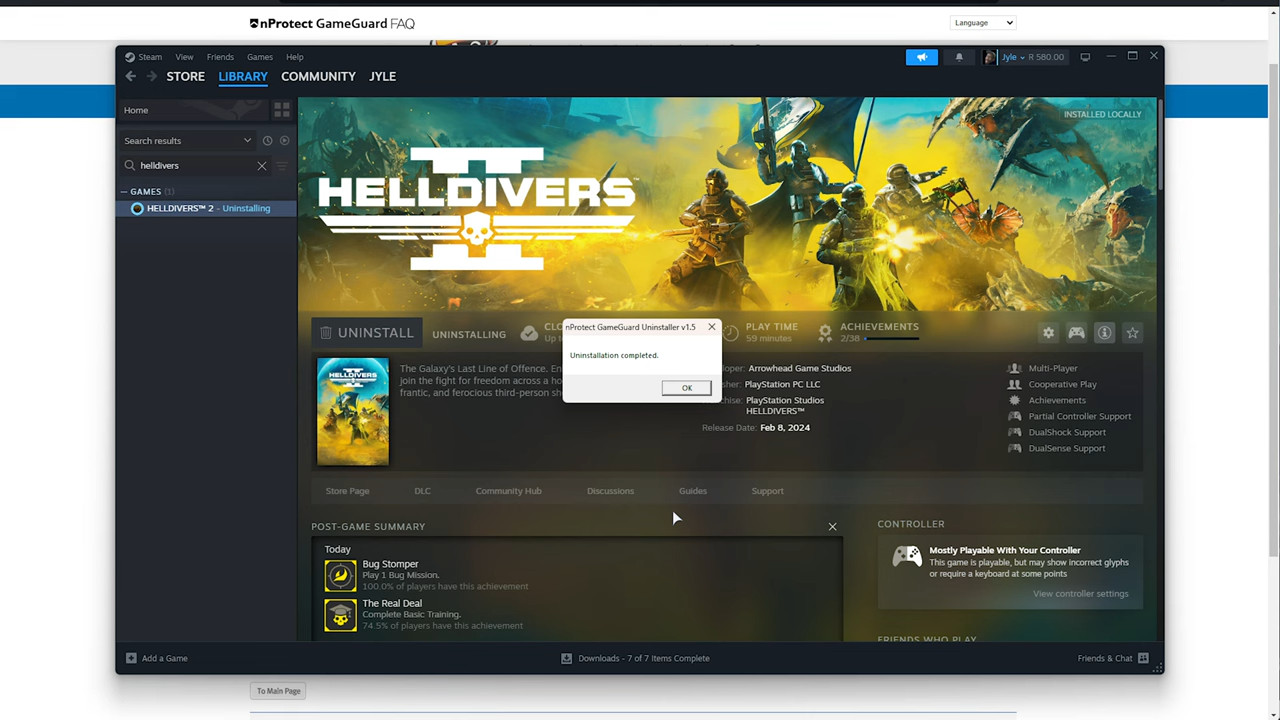 nProtect GameGuard FAQ
Language
Steam View Friends Games Help
Jyle R 580.00
STORE LIBRARY COMMUNITY JYLE
Home
INSTALLED LOCALLY
Search results
helldivers
GAMES (1)
HELLDIVERS™ 2 - Uninstalling
HELLDIVERS™
UNINSTALL
UNINSTALLING
CLO
Up t
nProtect GameGuard Uninstaller v1.5
Uninstallation completed.
OK
PLAY TIME
59 minutes
ACHIEVEMENTS
2/38
HELLDIVERS
The Galaxy's Last Line of Offence. En
join the fight for freedom across a ho
frantic, and ferocious third-person sh
loper: Arrowhead Game Studios
sher: PlayStation PC LLC
chise: PlayStation Studios
HELLDIVERS™
Release Date: Feb 8, 2024
Multi-Player
Cooperative Play
Achievements
Partial Controller Support
DualShock Support
DualSense Support
Store Page DLC Community Hub Discussions Guides Support
POST-GAME SUMMARY
Today
Bug Stomper
Play 1 Bug Mission.
100.0% of players have this achievement
The Real Deal
Complete Basic Training.
74.5% of players have this achievement
CONTROLLER
Mostly Playable With Your Controller
This game is playable, but may show incorrect glyphs
or require a keyboard at some points
View controller settings
FRIENDS WHO PLAY
Add a Game
Downloads - 7 of 7 Items Complete
Friends & Chat
To Main Page